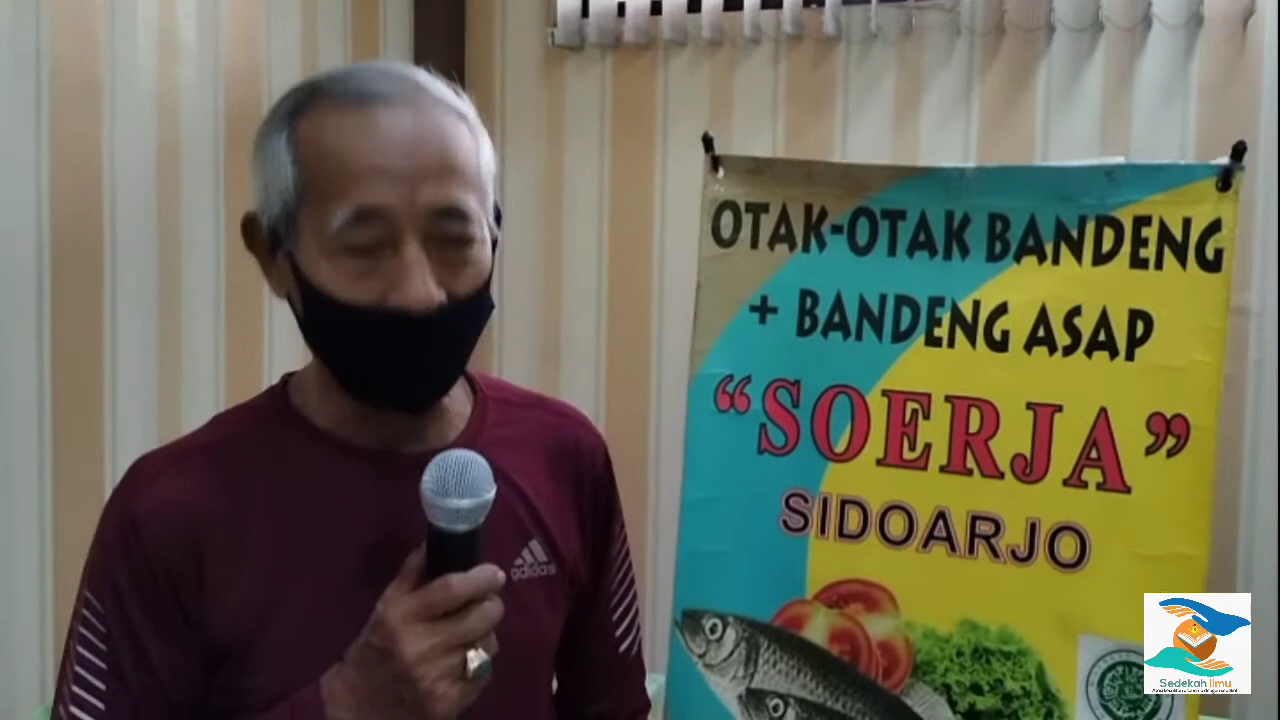 OTAK-OTAK BANDENG
+ BANDENG ASAP
“SOERJA”
SIDOARJO
adidas
Sedekah Ilmu